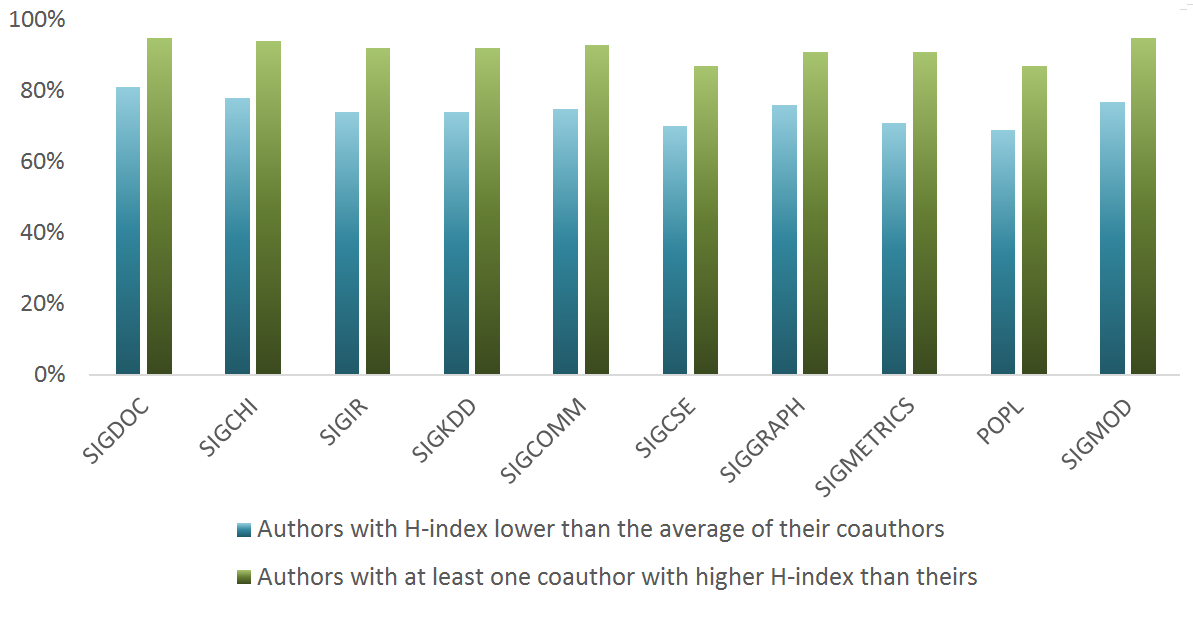 100%
80%
60%
40%
20%
0%
SIGDOC
SIGCHI
SIGIR
SIGKDD
SIGCOMM
SIGCSE
SIGGRAPH
SIGMETRICS
POPL
SIGMOD
Authors with H-index lower than the average of their coauthors
Authors with at least one coauthor with higher H-index than theirs